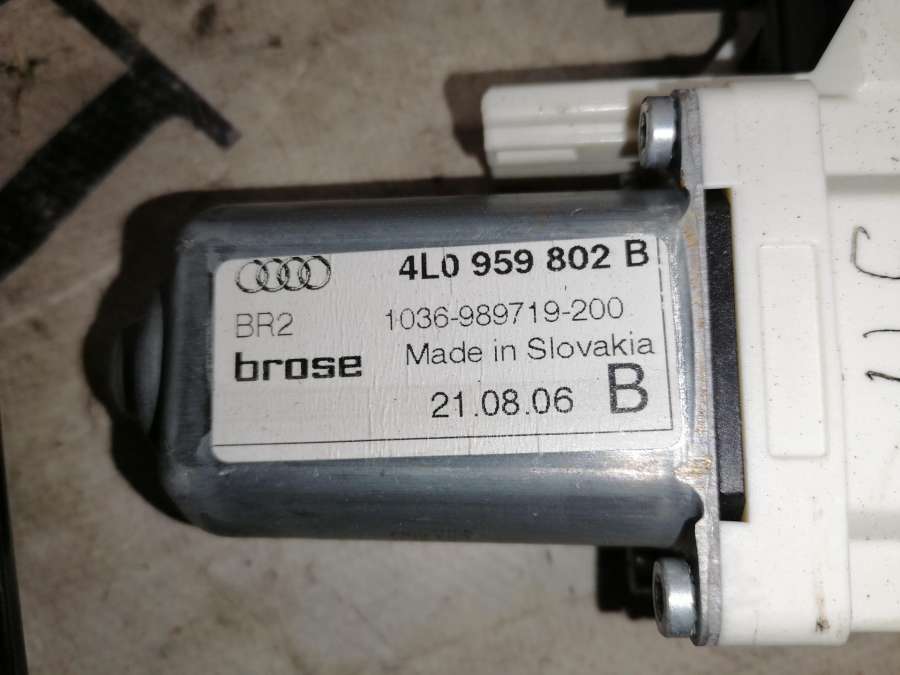 4L0 959 802 B
BR2 1036-989719-200
brose Made in Slovakia
21.08.06 B